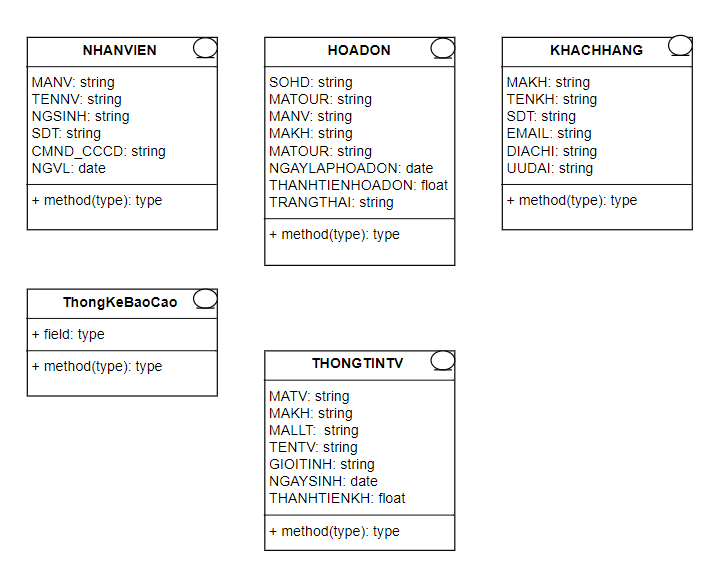 NHANVIEN
MANV: string
TENNV: string
NGSINH: string
SDT: string
CMND_CCCD: string
NGVL: date
+ method(type): type
HOADON
SOHD: string
MATOUR: string
MANV: string
MAKH: string
MATOUR: string
NGAYLAPHOADON: date
THANHTIENHOADON: float
TRANGTHAI: string
+ method(type): type
KHACHHANG
MAKH: string
TENKH: string
SDT: string
EMAIL: string
DIACHI: string
UUDAI: string
+ method(type): type
ThongKeBaoCao
+ field: type
+ method(type): type
THONGTINTV
MATV: string
MAKH: string
MALLT:  string
TENTV: string
GIOITINH: string
NGAYSINH: date
THANHTIENKH: float
+ method(type): type